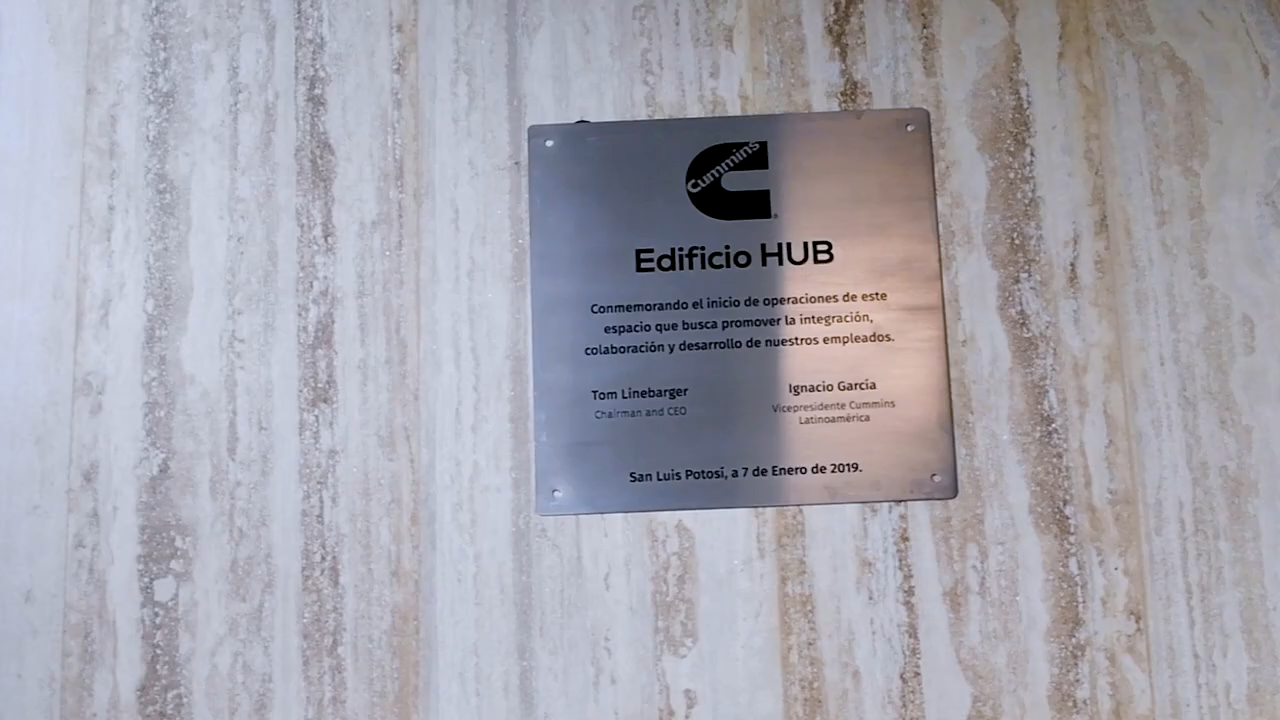 Cummins
Edificio HUB
Conmemorando el inicio de operaciones de este
espacio que busca promover la integración,
colaboración y desarrollo de nuestros empleados.
Tom Linebarger
Chairman and CEO
Ignacio García
Vicepresidente Cummins
Latinoamérica
San Luis Potosí, a 7 de Enero de 2019.